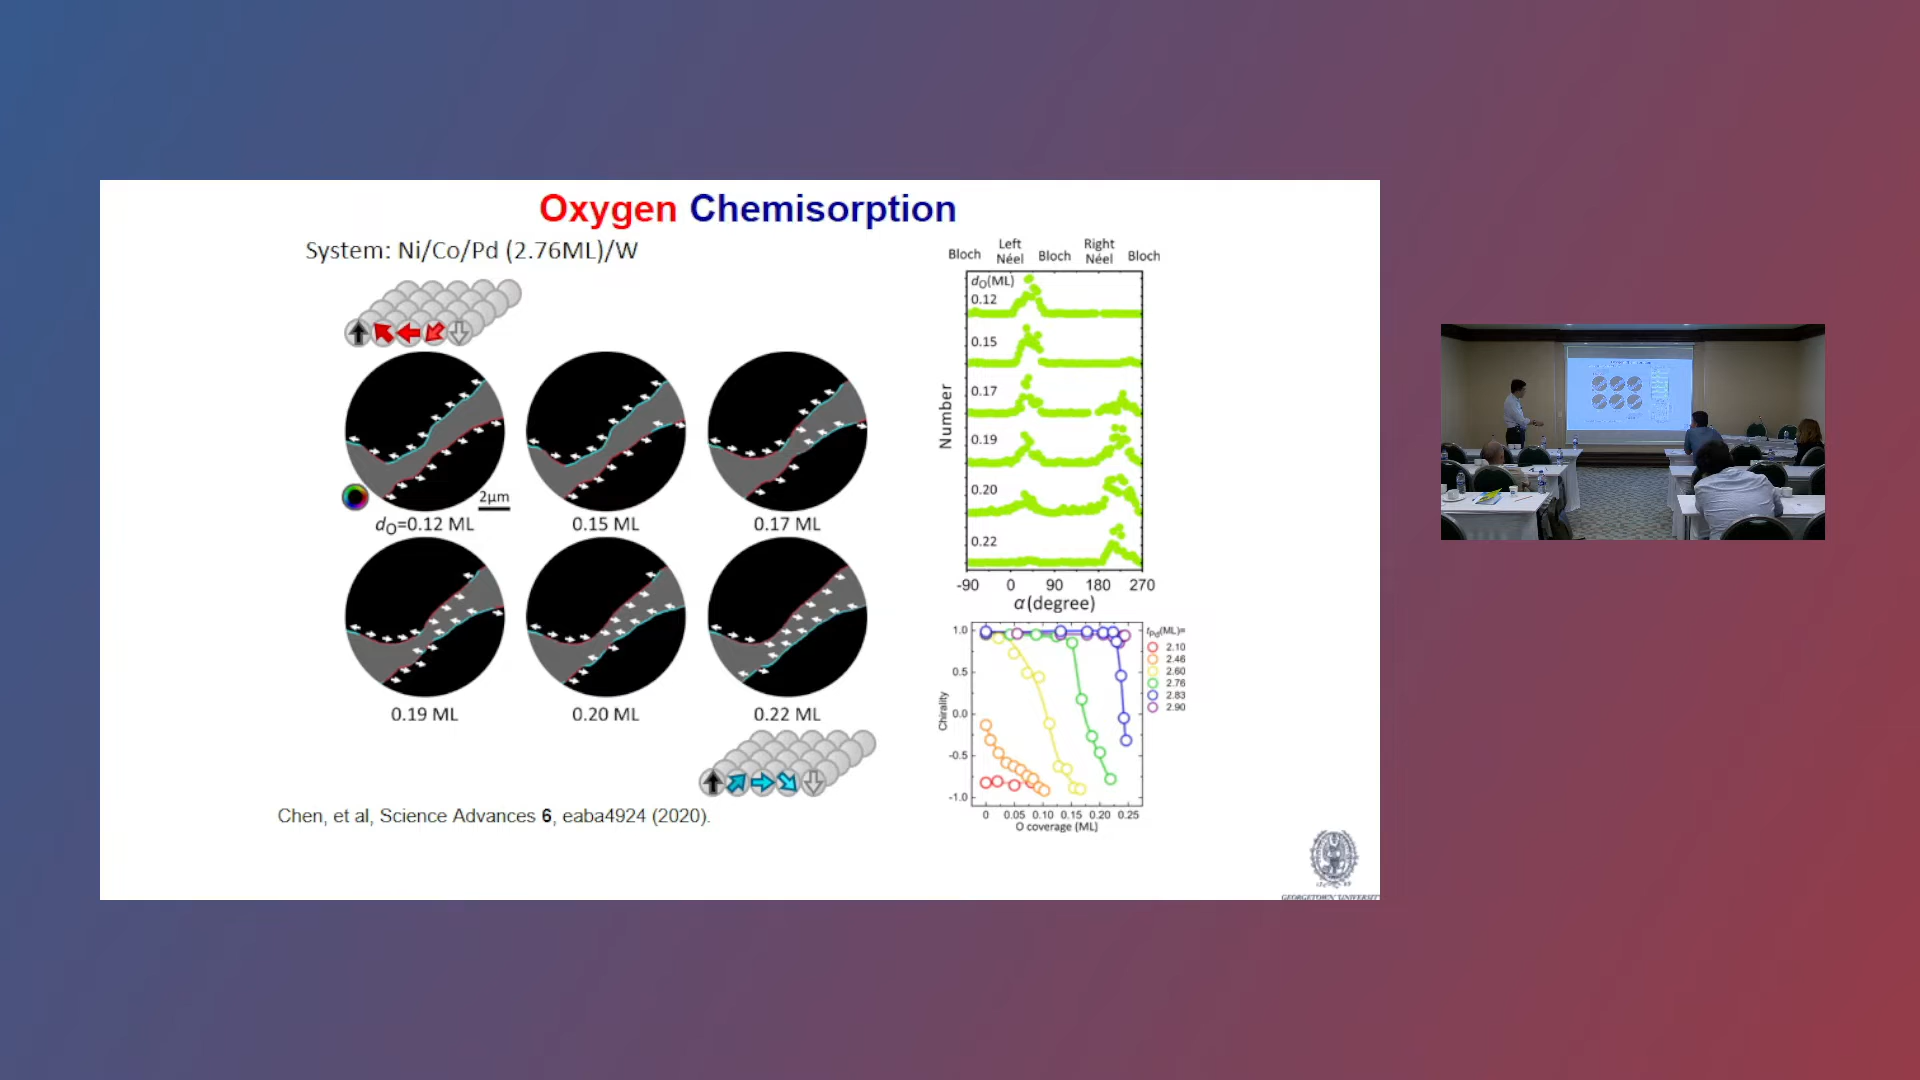 Oxygen Chemisorption
System: Ni/Co/Pd (2.76ML)/W
2µm
dO=0.12 ML
0.15 ML
0.17 ML
0.19 ML
0.20 ML
0.22 ML
Chen, et al, Science Advances 6, eaba4924 (2020).
Bloch Left Néel Bloch Right Néel Bloch
dO(ML)
0.12
0.15
0.17
0.19
0.20
0.22
Number
-90 0 90 180 270
α(degree)
1.0
0.5
0.0
-0.5
-1.0
Chirality
0 0.05 0.10 0.15 0.20 0.25
O coverage (ML)
tPd(ML)=
2.10
2.46
2.60
2.76
2.83
2.90
GEORGETOWN UNIVERSITY